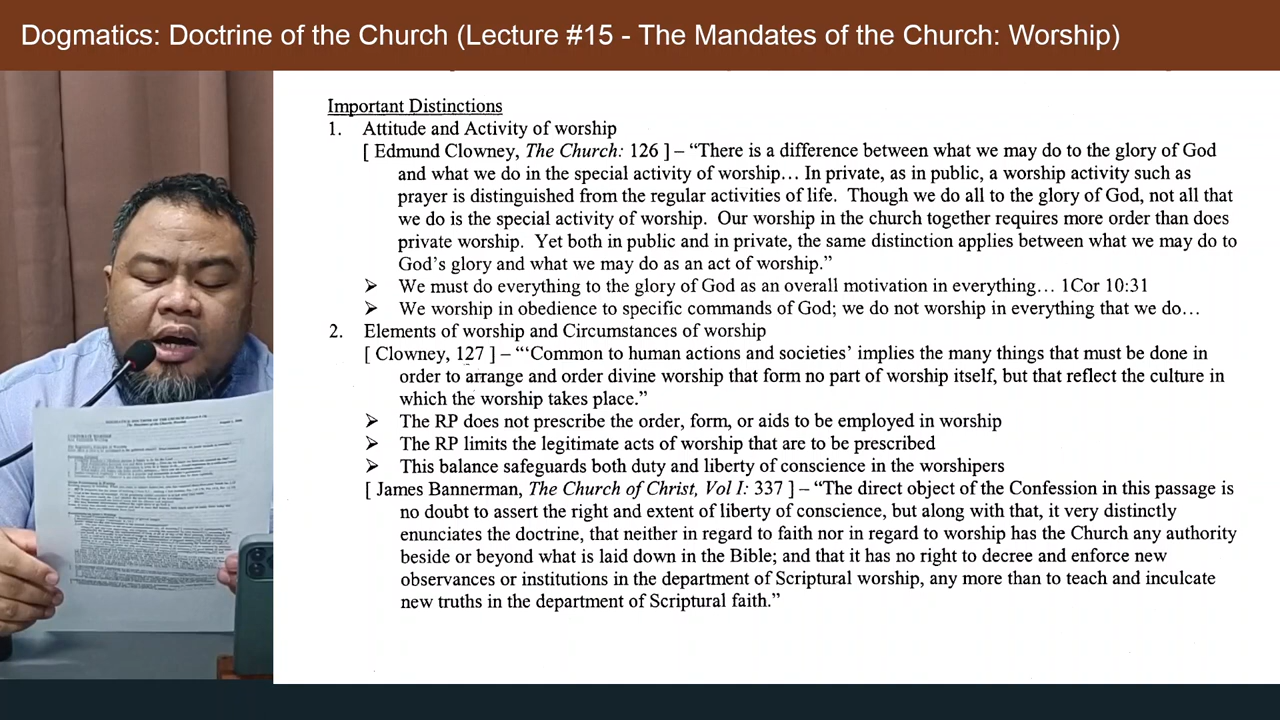 Dogmatics: Doctrine of the Church (Lecture #15 - The Mandates of the Church: Worship)
Important Distinctions
1. Attitude and Activity of worship
[ Edmund Clowney, The Church: 126 ] – “There is a difference between what we may do to the glory of God
and what we do in the special activity of worship… In private, as in public, a worship activity such as
prayer is distinguished from the regular activities of life. Though we do all to the glory of God, not all that
we do is the special activity of worship. Our worship in the church together requires more order than does
private worship. Yet both in public and in private, the same distinction applies between what we may do to
God’s glory and what we may do as an act of worship.”
➢ We must do everything to the glory of God as an overall motivation in everything… 1Cor 10:31
➢ We worship in obedience to specific commands of God; we do not worship in everything that we do…
2. Elements of worship and Circumstances of worship
[ Clowney, 127 ] – “‘Common to human actions and societies’ implies the many things that must be done in
order to arrange and order divine worship that form no part of worship itself, but that reflect the culture in
which the worship takes place.”
➢ The RP does not prescribe the order, form, or aids to be employed in worship
➢ The RP limits the legitimate acts of worship that are to be prescribed
➢ This balance safeguards both duty and liberty of conscience in the worshipers
[ James Bannerman, The Church of Christ, Vol I: 337 ] – “The direct object of the Confession in this passage is
no doubt to assert the right and extent of liberty of conscience, but along with that, it very distinctly
enunciates the doctrine, that neither in regard to faith nor in regard to worship has the Church any authority
beside or beyond what is laid down in the Bible; and that it has no right to decree and enforce new
observances or institutions in the department of Scriptural worship, any more than to teach and inculcate
new truths in the department of Scriptural faith.”